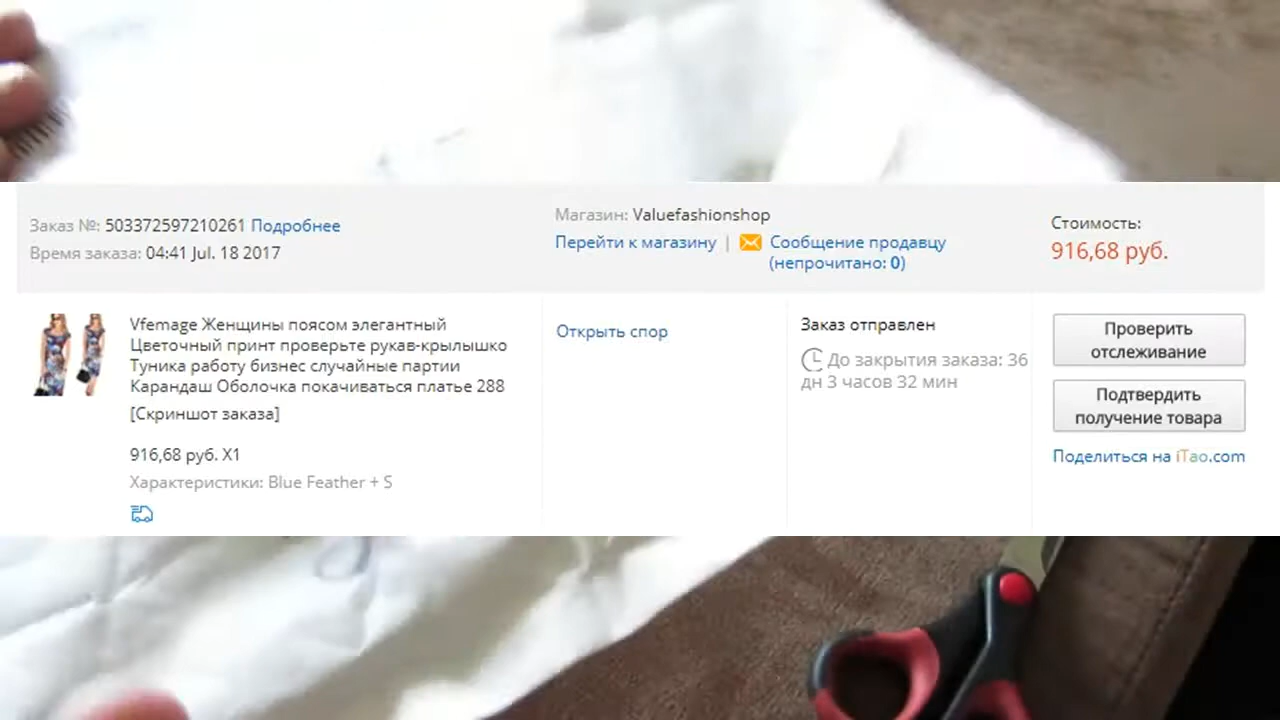 Заказ №: 503372597210261 Подробнее
Время заказа: 04:41 Jul. 18 2017
Магазин: Valuefashionshop
Перейти к магазину | Сообщение продавцу
(непрочитано: 0)
Стоимость:
916,68 руб.
Vfemage Женщины поясом элегантный
Цветочный принт проверьте рукав-крылышко
Туника работу бизнес случайные партии
Карандаш Оболочка покачиваться платье 288
[Скриншот заказа]
916,68 руб. X1
Характеристики: Blue Feather + S
Открыть спор
Заказ отправлен
До закрытия заказа: 36
дн 3 часов 32 мин
Проверить
отслеживание
Подтвердить
получение товара
Поделиться на iTao.com